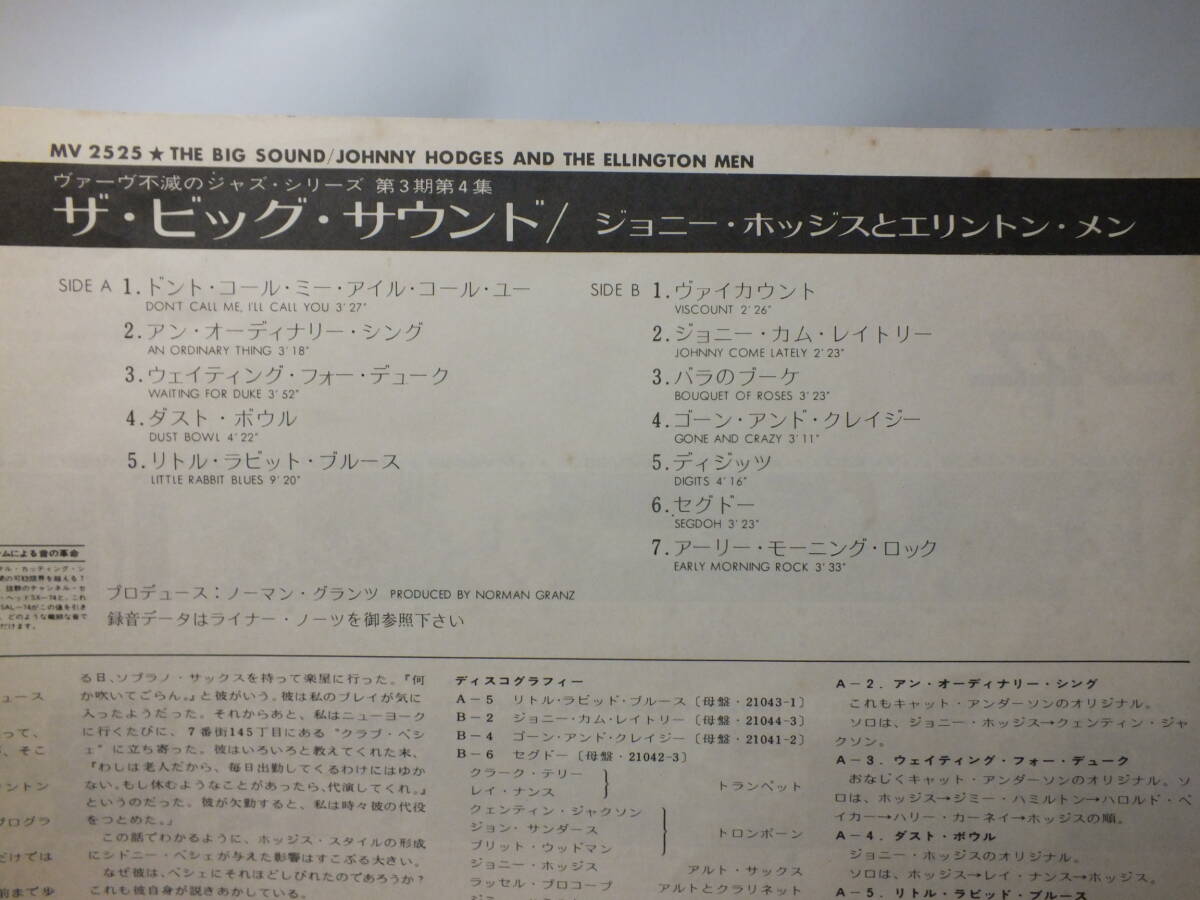 MV 2525 ★ THE BIG SOUND/JOHNNY HODGES AND THE ELLINGTON MEN
ヴァーヴ不滅のジャズ・シリーズ 第3期第4集
ザ・ビッグ・サウンド/ ジョニー・ホッジスとエリントン・メン
SIDE A 1.ドント・コール・ミー・アイル・コール・ユー
DON'T CALL ME, I'LL CALL YOU 3'27"
2.アン・オーディナリー・シング
AN ORDINARY THING 3'18"
3.ウェイティング・フォー・デューク
WAITING FOR DUKE 3'52"
4.ダスト・ボウル
DUST BOWL 4'22"
5.リトル・ラビット・ブルース
LITTLE RABBIT BLUES 9'20"
SIDE B 1.ヴァイカウント
VISCOUNT 2'26"
2.ジョニー・カム・レイトリー
JOHNNY COME LATELY 2'23"
3.バラのブーケ
BOUQUET OF ROSES 3'23"
4.ゴーン・アンド・クレイジー
GONE AND CRAZY 3'11"
5.ディジッツ
DIGITS 4'16"
6.セグドー
SEGDOH 3'23"
7.アーリー・モーニング・ロック
EARLY MORNING ROCK 3'33"
ムによる音の革命
プロデュース：ノーマン・グランツ PRODUCED BY NORMAN GRANZ
録音データはライナー・ノーツを御参照下さい
ュース
って、
が、そこ
ントン
プログラ
だけでは
前まで歩
る日、ソプラノ・サックスを持って楽屋に行った。『何
か吹いてごらん。』と彼がいう。彼は私のプレイが気に
入ったようだった。それからあと、私はニューヨーク
に行くたびに、7番街145丁目にある“クラブ・ベシ
ェ”に立ち寄った。彼はいろいろと教えてくれた末、
『わしは老人だから、毎日出勤してくるわけにはゆか
ない。もし休むようなことがあったら、代演してくれ。』
というのだった。彼が欠勤すると、私は時々彼の代役
をつとめた。」
この話でわかるように、ホッジス・スタイルの形成
にシドニー・ベシェが与えた影響はすこぶる大きい。
なぜ彼は、ベシェにそれほどしびれたのであろうか？
これも彼自身が説きあかしている。
ディスコグラフィー
A－5 リトル・ラビッド・ブルース〔母盤・21043-1〕
B－2 ジョニー・カム・レイトリー〔母盤・21044-3〕
B－4 ゴーン・アンド・クレイジー〔母盤・21041-2〕
B－6 セグドー〔母盤・21042-3〕
クラーク・テリー
レイ・ナンス
トランペット
クェンティン・ジャクソン
ジョン・サンダース
ブリット・ウッドマン
トロンボーン
ジョニー・ホッジス アルト・サックス
ラッセル・プロコープ アルトとクラリネット
A－2．アン・オーディナリー・シング
これもキャット・アンダーソンのオリジナル。
ソロは、ジョニー・ホッジス→クェンティン・ジャ
クソン。
A－3．ウェイティング・フォー・デューク
おなじくキャット・アンダーソンのオリジナル。ソ
ロは、ホッジス→ジミー・ハミルトン→ハロルド・ベ
イカー→ハリー・カーネイ→ホッジスの順。
A－4．ダスト・ボウル
ジョニー・ホッジスのオリジナル。
ソロは、ホッジス→レイ・ナンス→ホッジス。
A－5．リトル・ラビッド・ブルース